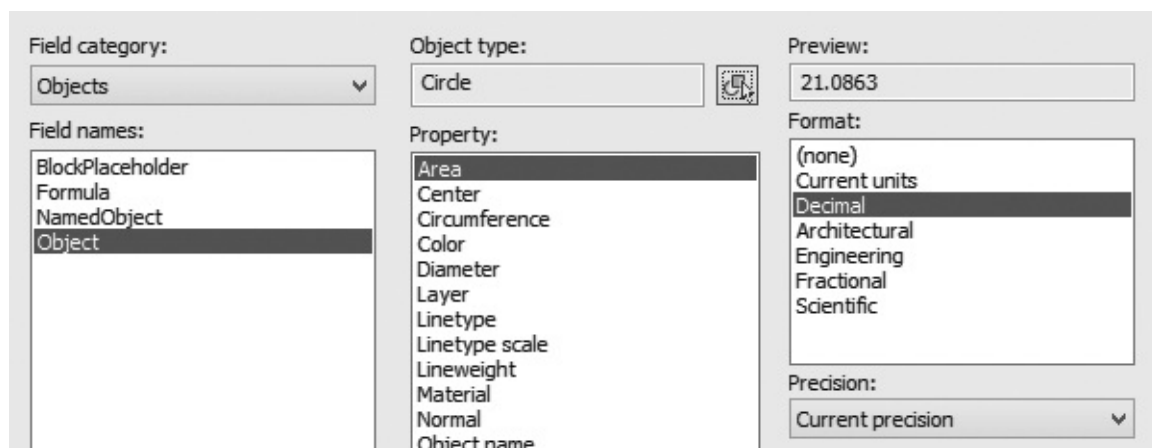 Field category:
Objects
Field names:
BlockPlaceholder
Formula
NamedObject
Object
Object type:
Circle
Property:
Area
Center
Circumference
Color
Diameter
Layer
Linetype
Linetype scale
Lineweight
Material
Normal
Object name
Preview:
21.0863
Format:
(none)
Current units
Decimal
Architectural
Engineering
Fractional
Scientific
Precision:
Current precision